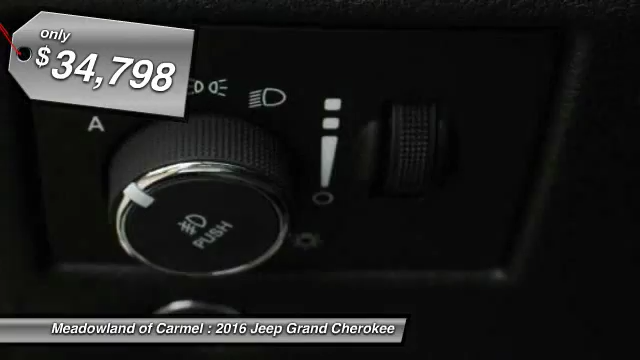 only
$34,798
A
PUSH
Meadowland of Carmel : 2016 Jeep Grand Cherokee